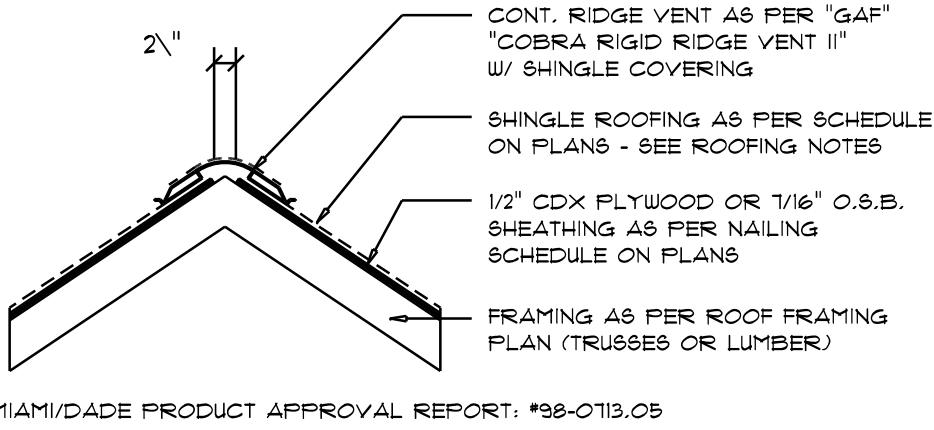 2\"
CONT. RIDGE VENT AS PER "GAF"
"COBRA RIGID RIDGE VENT II"
W/ SHINGLE COVERING
SHINGLE ROOFING AS PER SCHEDULE
ON PLANS - SEE ROOFING NOTES
1/2" CDX PLYWOOD OR 7/16" O.S.B.
SHEATHING AS PER NAILING
SCHEDULE ON PLANS
FRAMING AS PER ROOF FRAMING
PLAN (TRUSSES OR LUMBER)
MIAMI/DADE PRODUCT APPROVAL REPORT: #98-0713.05